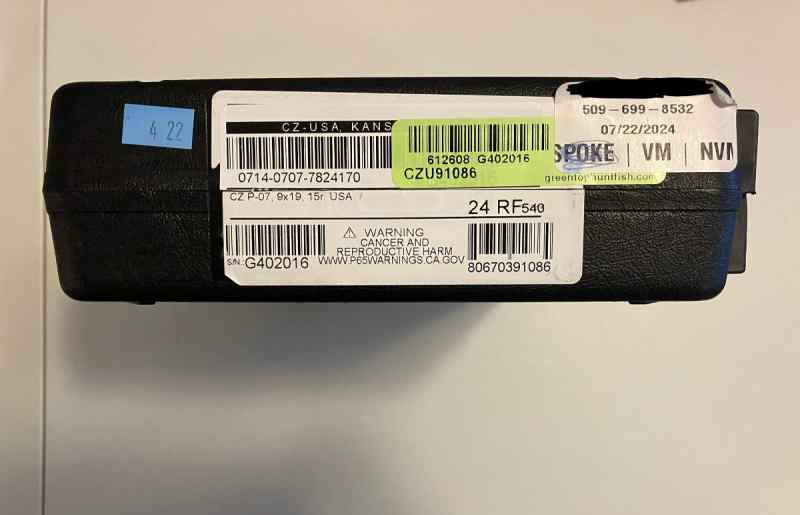 4 22
CZ-USA, KANS
0714-0707-7824170
612608 G402016
CZU91086
greentophuntfish.com
509-699-8532
07/22/2024
SPOKE | VM | NVM
CZ P-07, 9x19, 15r. USA /
24 RF540
⚠ WARNING
CANCER AND
REPRODUCTIVE HARM
WWW.P65WARNINGS.CA.GOV
S/N.: G402016
80670391086